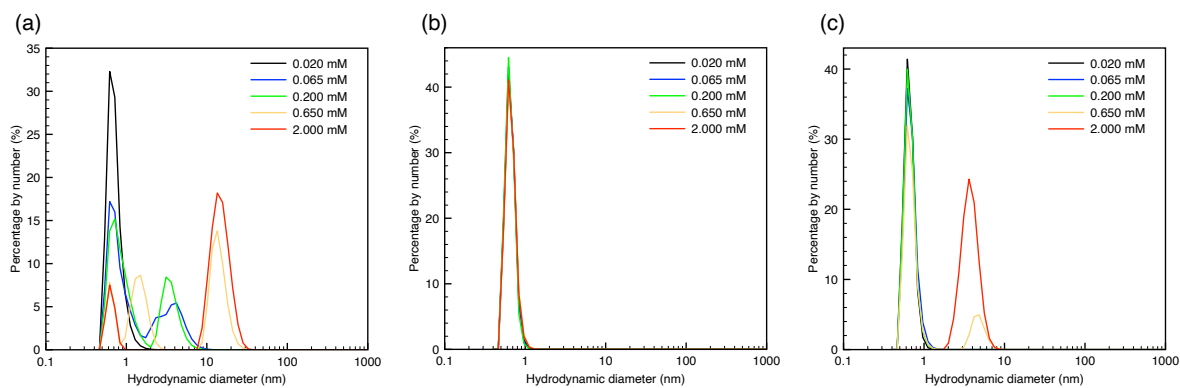 (a)
35
30
25
20
15
10
5
0
Percentage by number (%)
0.1
1
10
100
1000
Hydrodynamic diameter (nm)
0.020 mM
0.065 mM
0.200 mM
0.650 mM
2.000 mM
(b)
40
30
20
10
0
Percentage by number (%)
0.1
1
10
100
1000
Hydrodynamic diameter (nm)
0.020 mM
0.065 mM
0.200 mM
0.650 mM
2.000 mM
(c)
40
30
20
10
0
Percentage by number (%)
0.1
1
10
100
1000
Hydrodynamic diameter (nm)
0.020 mM
0.065 mM
0.200 mM
0.650 mM
2.000 mM